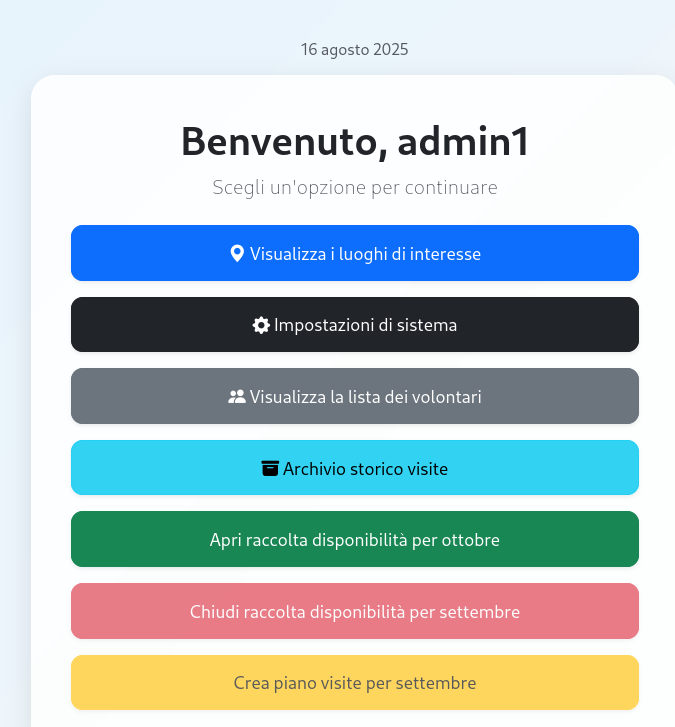 16 agosto 2025
Benvenuto, admin1
Scegli un'opzione per continuare
Visualizza i luoghi di interesse
Impostazioni di sistema
Visualizza la lista dei volontari
Archivio storico visite
Apri raccolta disponibilità per ottobre
Chiudi raccolta disponibilità per settembre
Crea piano visite per settembre